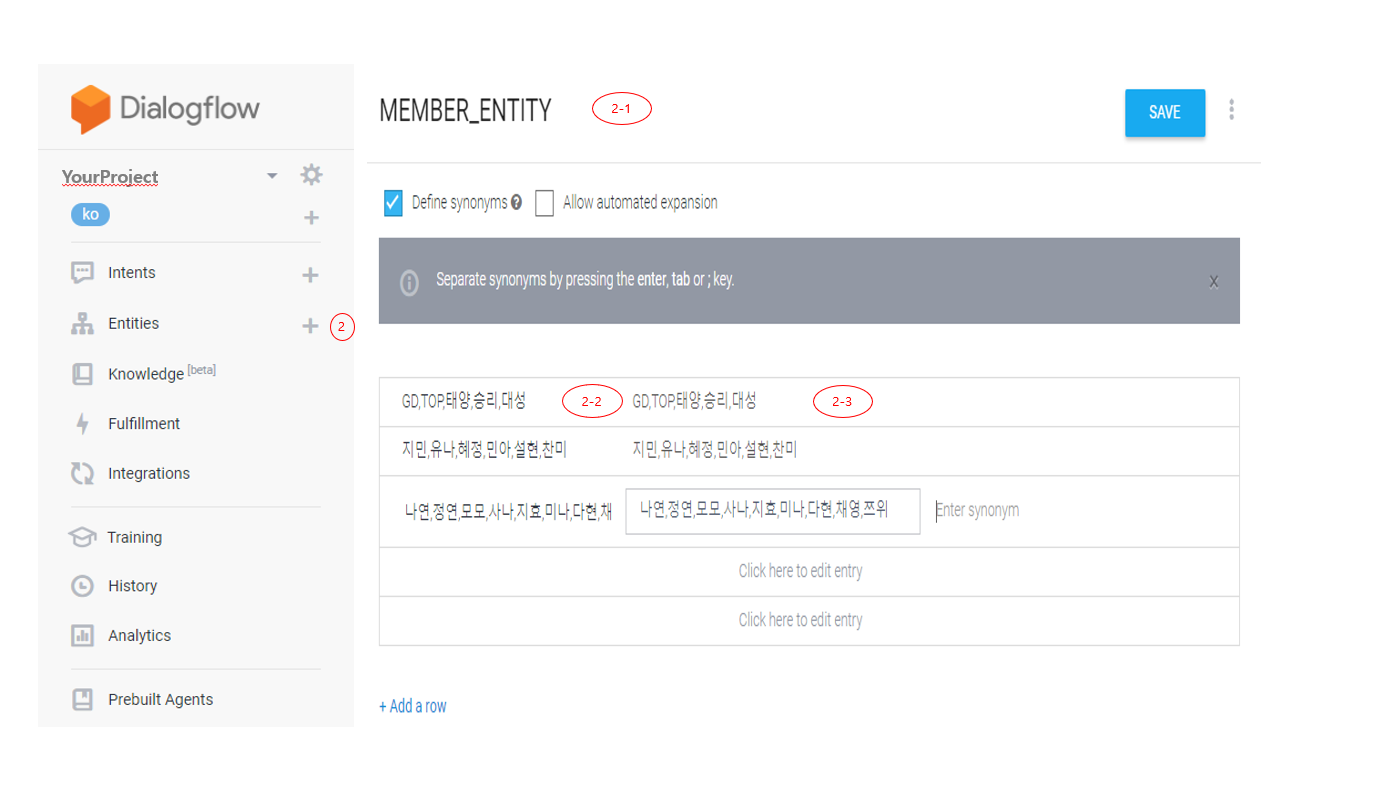 Dialogflow
YourProject
ko
Intents
Entities
2
Knowledge [beta]
Fulfillment
Integrations
Training
History
Analytics
Prebuilt Agents
MEMBER_ENTITY
2-1
SAVE
Define synonyms ?
Allow automated expansion
Separate synonyms by pressing the enter, tab or ; key.
x
GD,TOP,태양,승리,대성
2-2
GD,TOP,태양,승리,대성
2-3
지민,유나,혜정,민아,설현,찬미
지민,유나,혜정,민아,설현,찬미
나연,정연,모모,사나,지효,미나,다현,채
나연,정연,모모,사나,지효,미나,다현,채영,쯔위
Enter synonym
Click here to edit entry
Click here to edit entry
+ Add a row